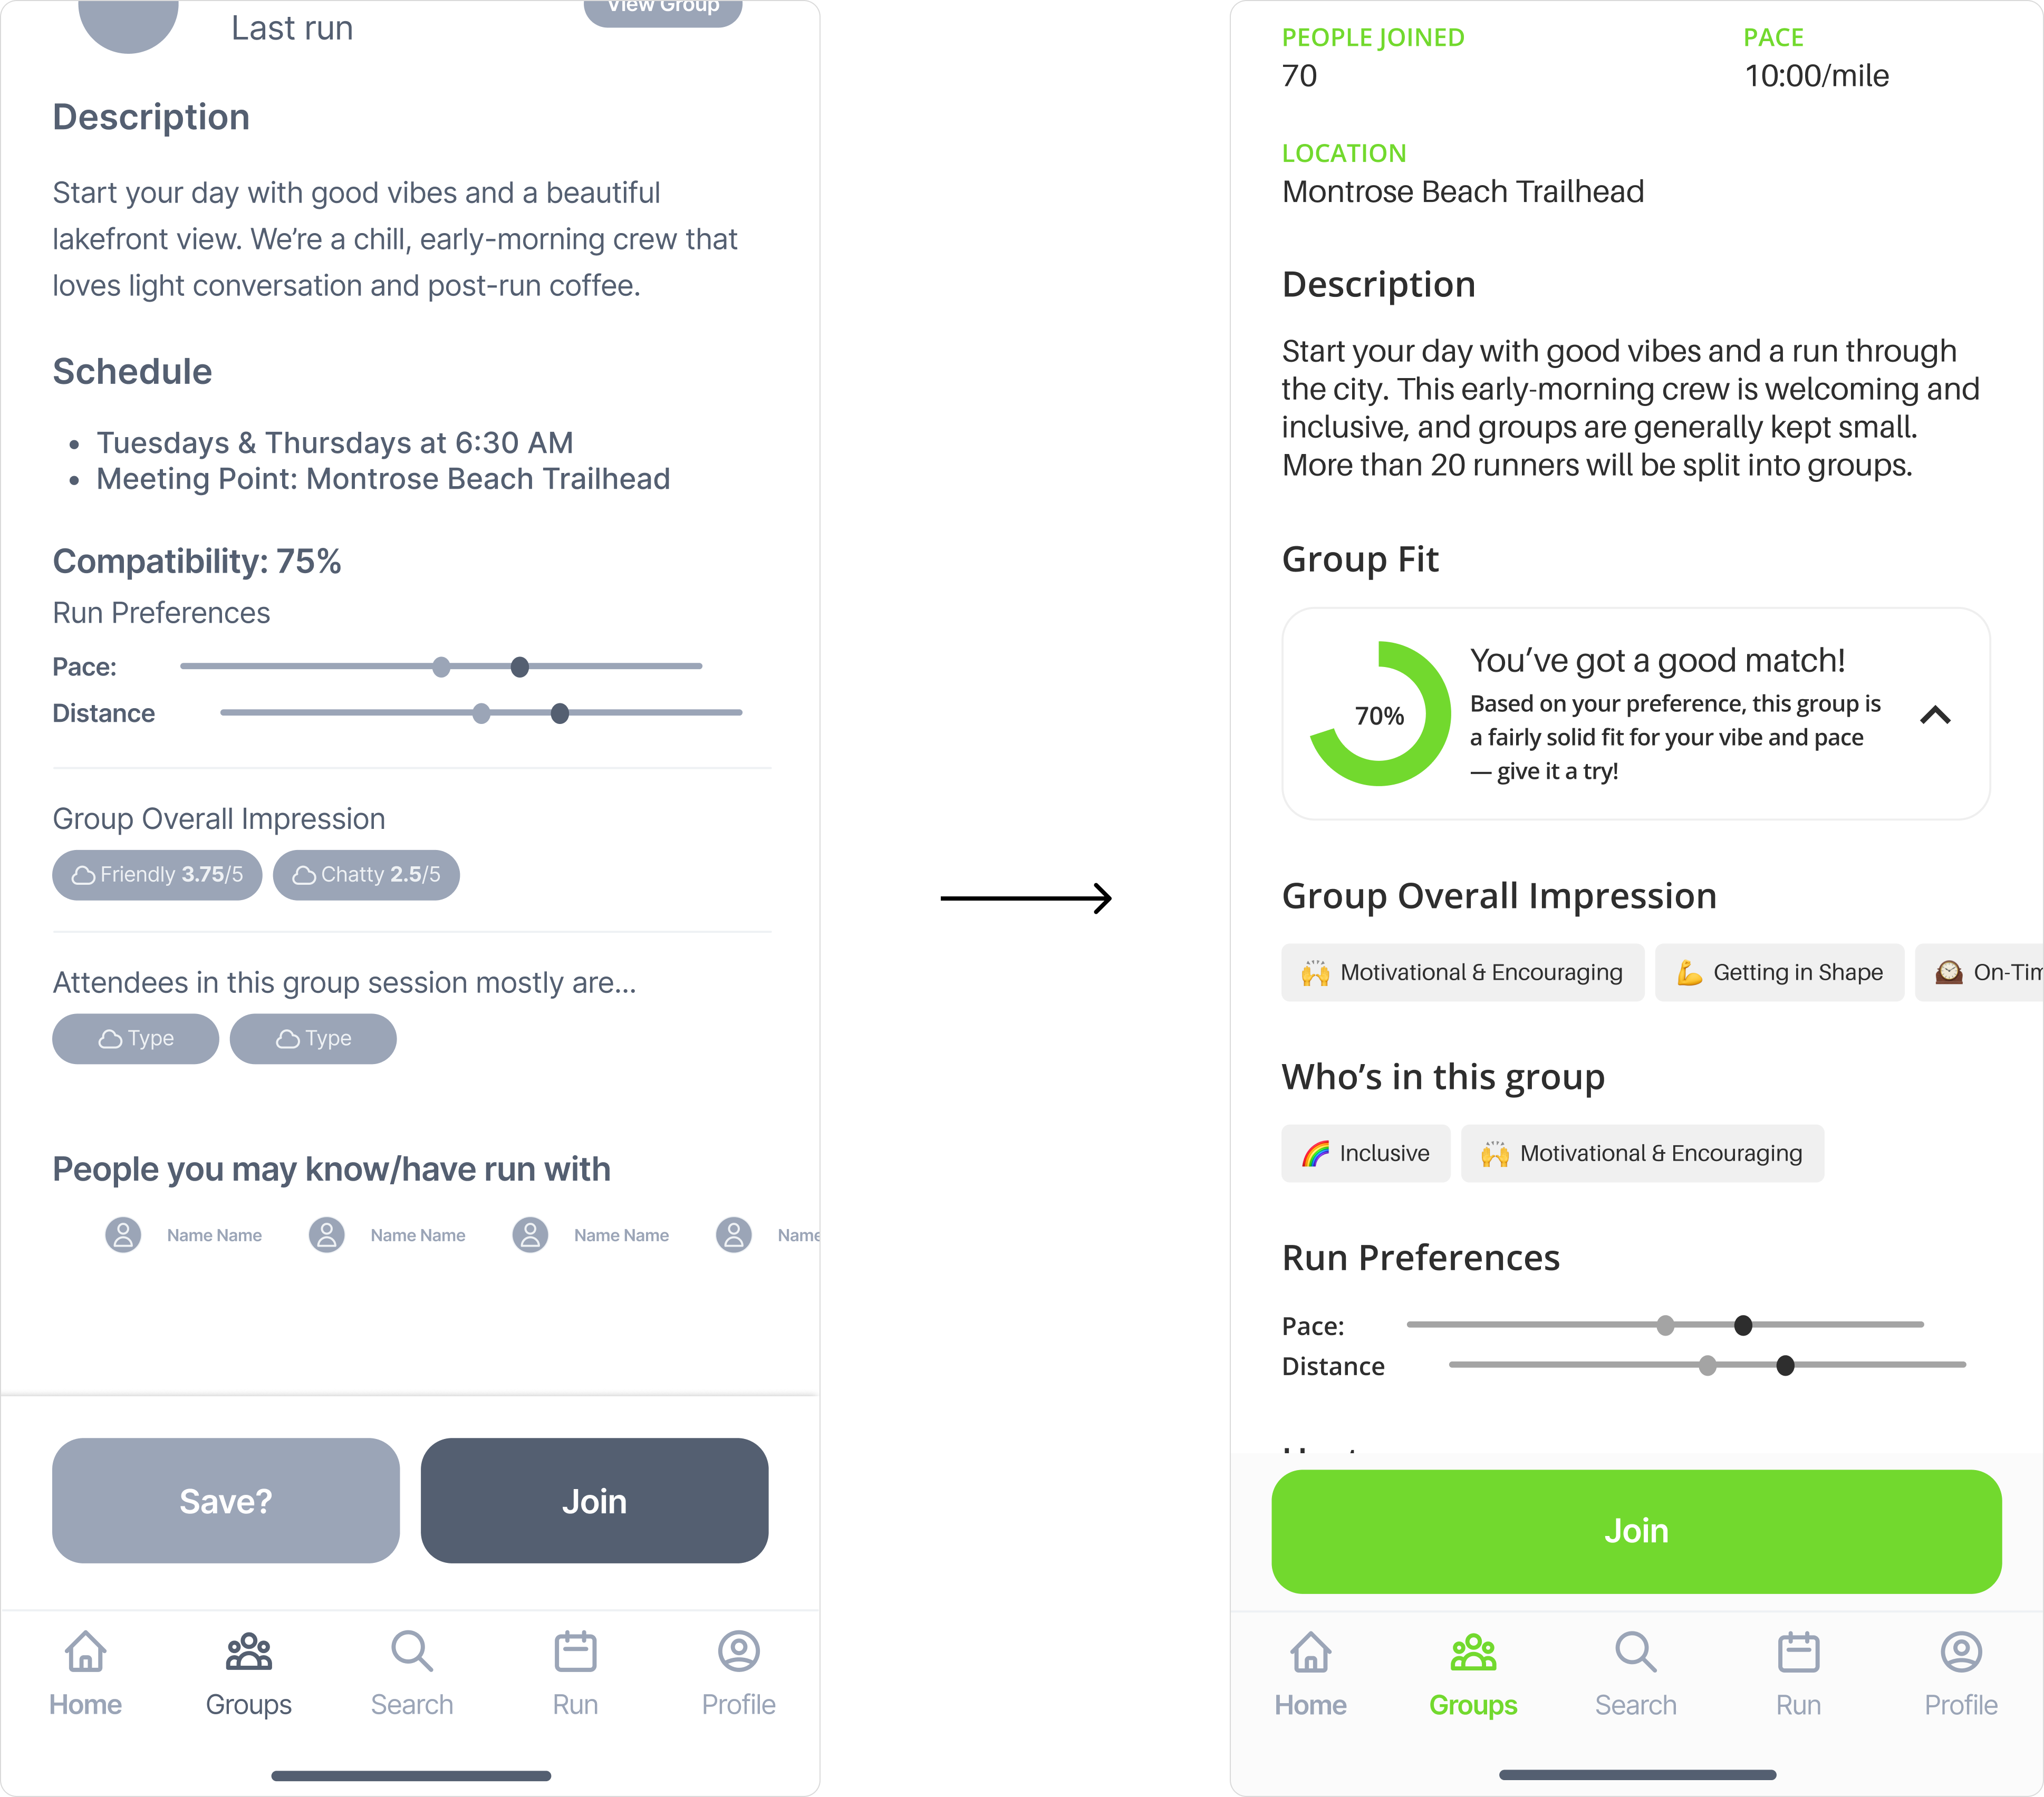 View Group
Last run
Description
Start your day with good vibes and a beautiful
lakefront view. We’re a chill, early-morning crew that
loves light conversation and post-run coffee.
Schedule
• Tuesdays & Thursdays at 6:30 AM
• Meeting Point: Montrose Beach Trailhead
Compatibility: 75%
Run Preferences
Pace:
Distance
Group Overall Impression
Friendly 3.75/5 Chatty 2.5/5
Attendees in this group session mostly are...
Type Type
People you may know/have run with
Name Name Name Name Name Name Name
Save? Join
Home Groups Search Run Profile
PEOPLE JOINED PACE
70 10:00/mile
LOCATION
Montrose Beach Trailhead
Description
Start your day with good vibes and a run through
the city. This early-morning crew is welcoming and
inclusive, and groups are generally kept small.
More than 20 runners will be split into groups.
Group Fit
70%
You’ve got a good match!
Based on your preference, this group is
a fairly solid fit for your vibe and pace
— give it a try!
Group Overall Impression
🙌 Motivational & Encouraging 💪 Getting in Shape 🕰️ On-Tim
Who’s in this group
🌈 Inclusive 🙌 Motivational & Encouraging
Run Preferences
Pace:
Distance
Join
Home Groups Search Run Profile